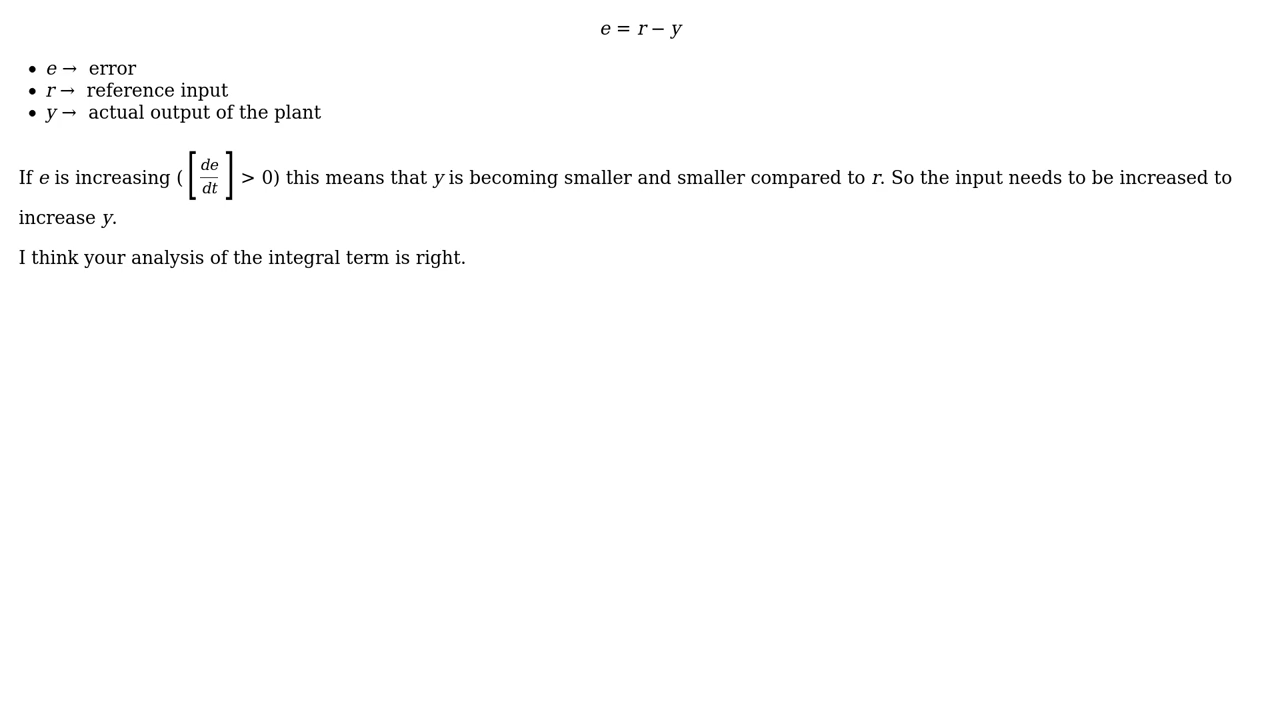 e = r − y
• e → error
• r → reference input
• y → actual output of the plant
If e is increasing ([de/dt] > 0) this means that y is becoming smaller and smaller compared to r. So the input needs to be increased to
increase y.
I think your analysis of the integral term is right.